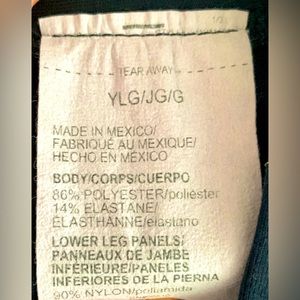 TEAR AWAY
YLG/JG/G
MADE IN MEXICO/
FABRIQUÉ AU MEXIQUE/
HECHO EN MÉXICO
BODY/CORPS/CUERPO
86% POLYESTER/poliéster
14% ELASTANE/
ÉLASTHANNE/elastano
LOWER LEG PANELS/
PANNEAUX DE JAMBE
INFÉRIEURE/PANELES
INFERIORES DE LA PIERNA
90% NYLON/poliamida